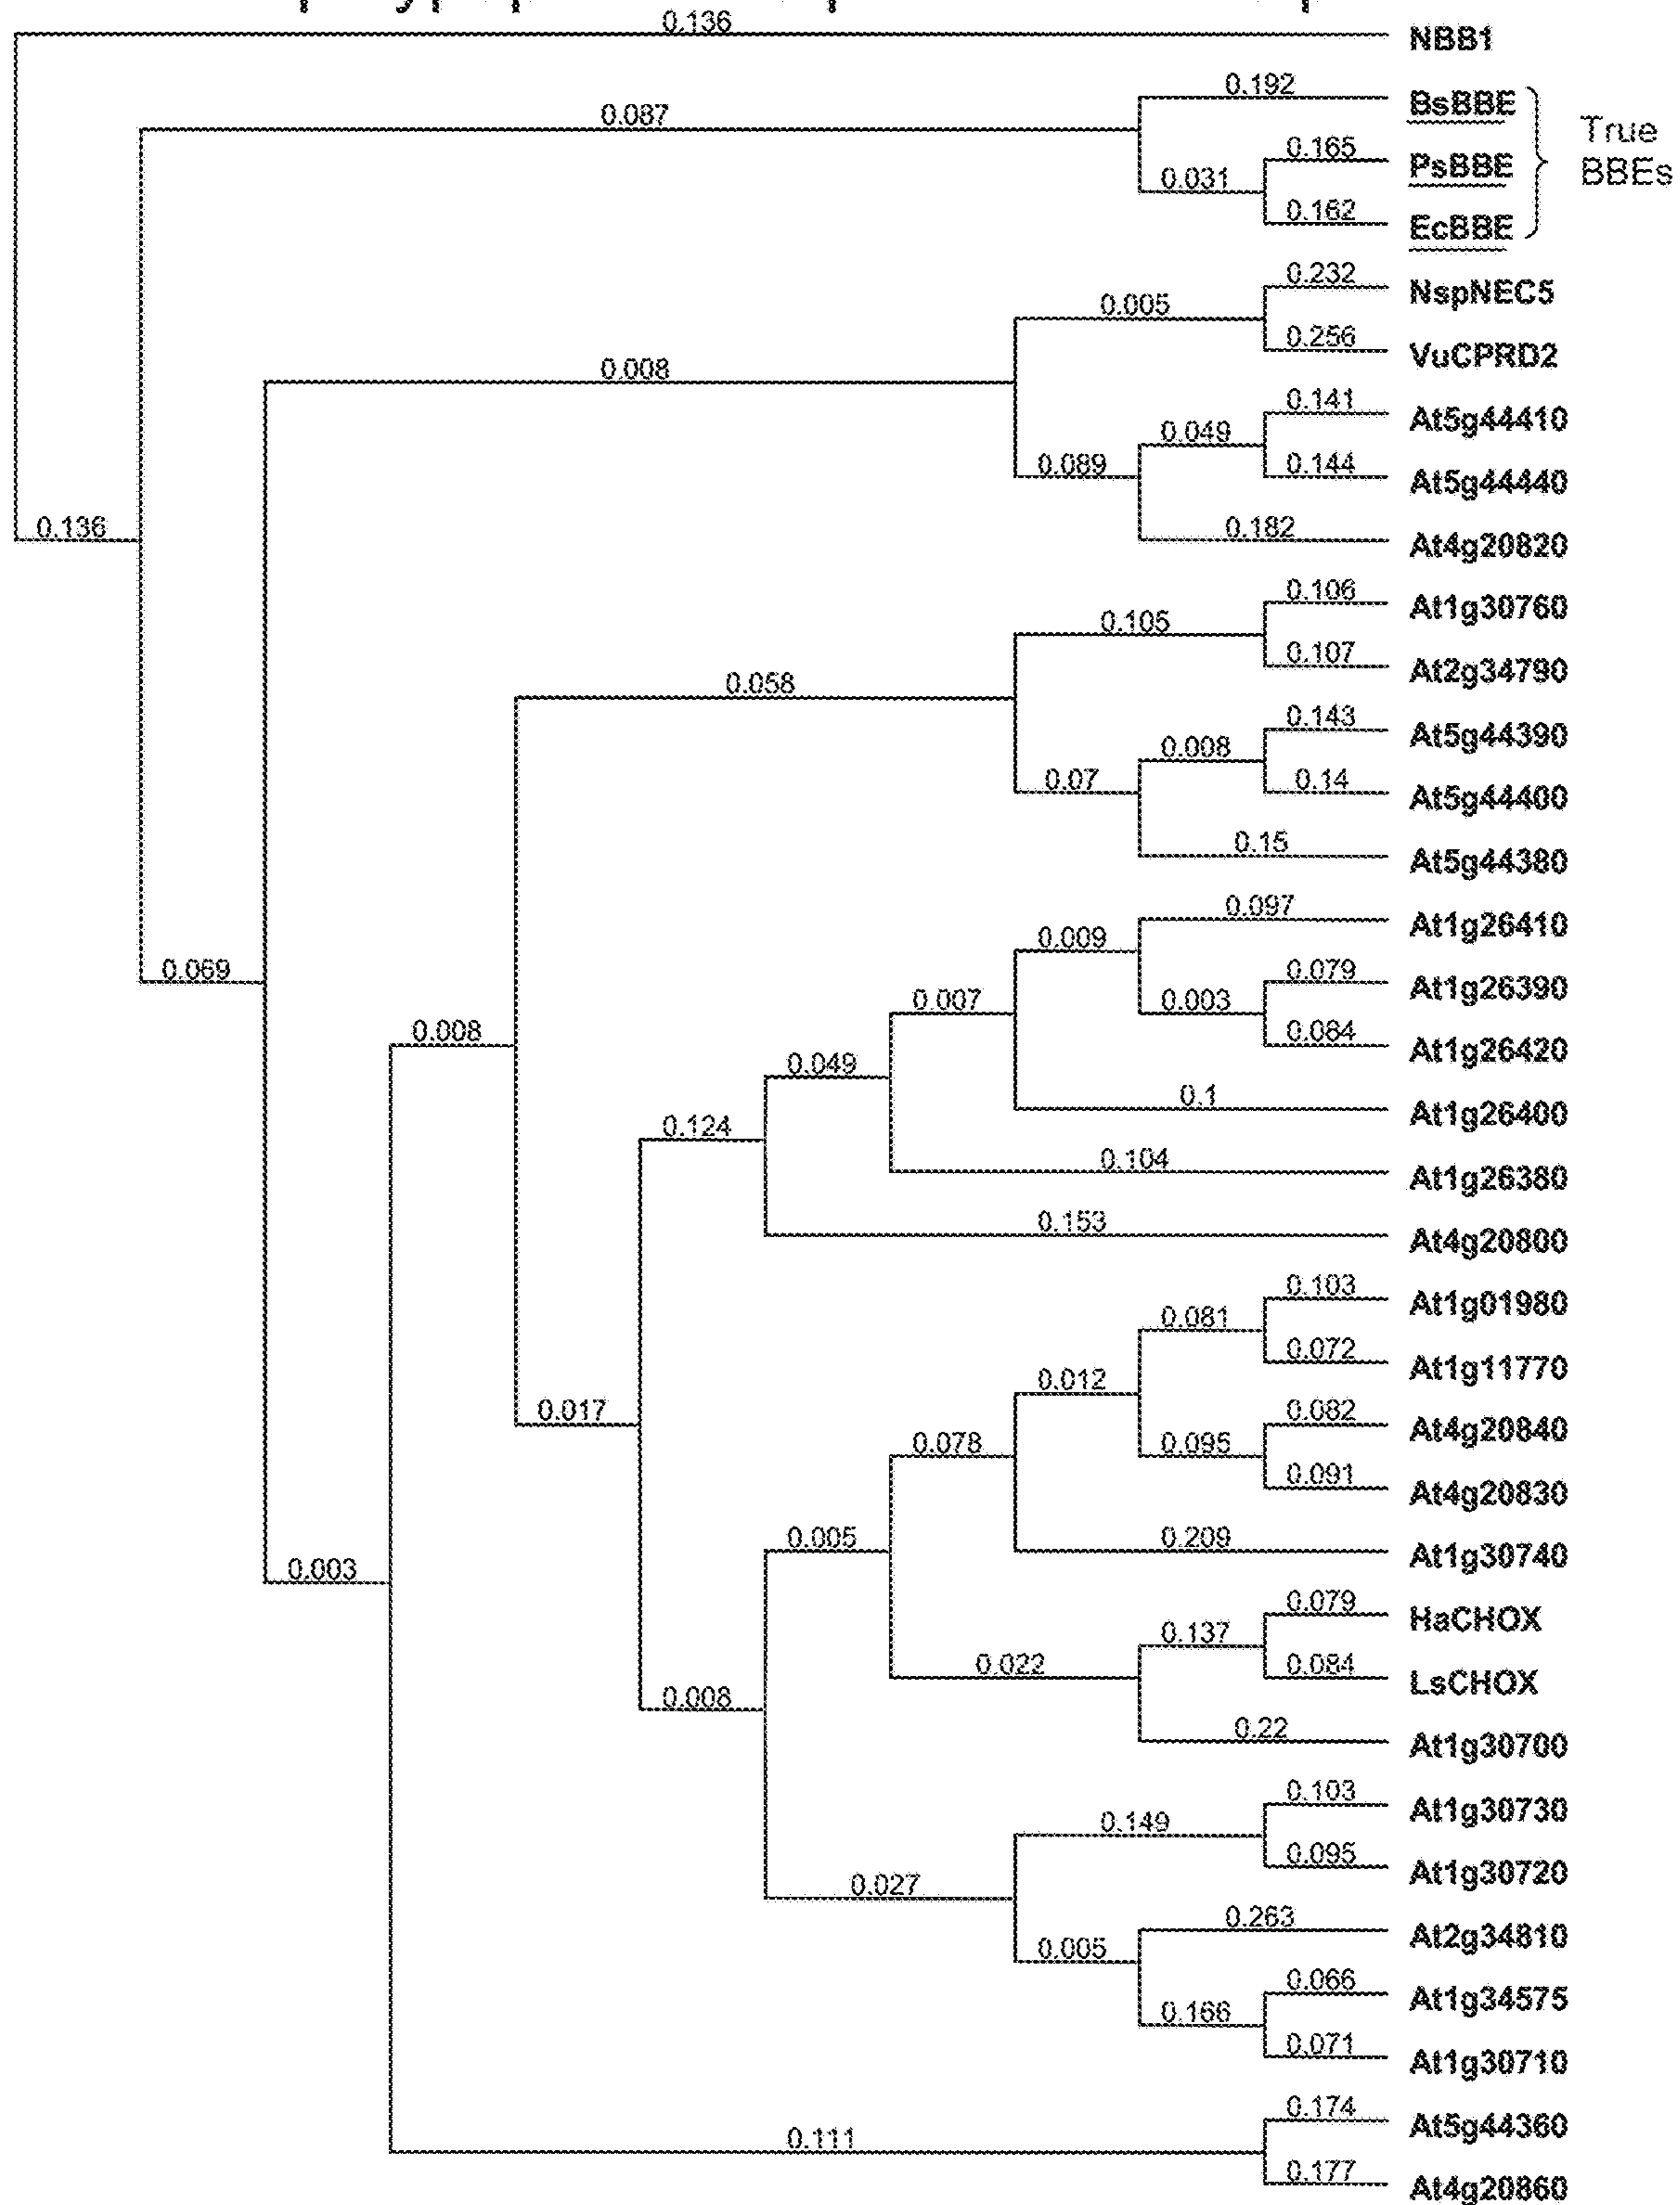 0.136 NBB1
0.192 BsBBE
0.087
True
0.165 PsBBE
BBEs
0.031
0.162 EcBBE
0.232 NspNEC5
0.005
0.256 VuCPRD2
0.008
0.141 At5g44410
0.049
0.089
0.144 At5g44440
0.136
0.182 At4g20820
0.106 At1g30760
0.105
0.107 At2g34790
0.058
0.143 At5g44390
0.008
0.07
0.14 At5g44400
0.15 At5g44380
0.097 At1g26410
0.009
0.069
0.079 At1g26390
0.007
0.003
0.008
0.084 At1g26420
0.049
0.1 At1g26400
0.124
0.104 At1g26380
0.153 At4g20800
0.103 At1g01980
0.081
0.072 At1g11770
0.012
0.017
0.082 At4g20840
0.078
0.095
0.091 At4g20830
0.005
0.209 At1g30740
0.003
0.079 HaCHOX
0.137
0.022
0.084 LsCHOX
0.008
0.22 At1g30700
0.103 At1g30730
0.149
0.095 At1g30720
0.027
0.263 At2g34810
0.005
0.066 At1g34575
0.166
0.071 At1g30710
0.174 At5g44360
0.111
0.177 At4g20860